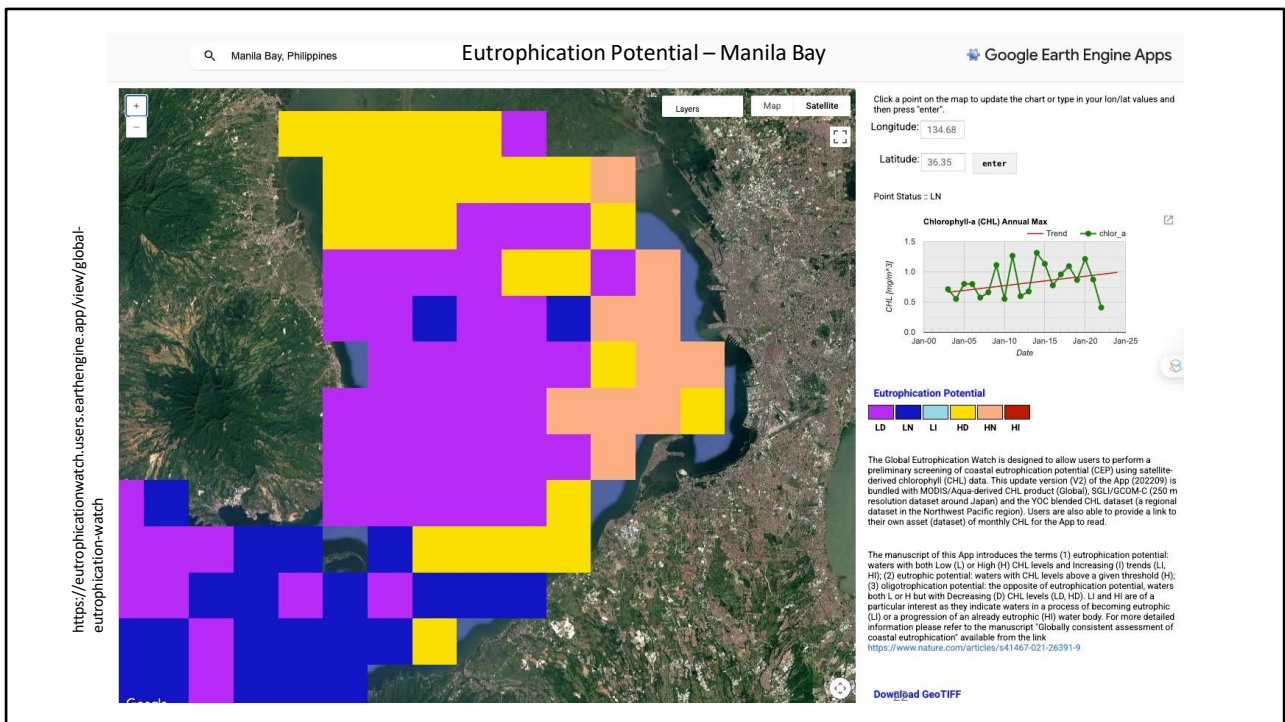 Manila Bay, Philippines
Eutrophication Potential – Manila Bay
Google Earth Engine Apps
https://eutrophicationwatch.users.earthengine.app/view/global-
eutrophication-watch
+
−
Layers
Map
Satellite
Google
Click a point on the map to update the chart or type in your lon/lat values and
then press "enter".
Longitude: 134.68
Latitude: 36.35 enter
Point Status :: LN
Chlorophyll-a (CHL) Annual Max
Trend chlor_a
CHL [mg/m^3]
1.5
1.0
0.5
0.0
Jan-00 Jan-05 Jan-10 Jan-15 Jan-20 Jan-25
Date
Eutrophication Potential
LD LN LI HD HN HI
The Global Eutrophication Watch is designed to allow users to perform a
preliminary screening of coastal eutrophication potential (CEP) using satellite-
derived chlorophyll (CHL) data. This update version (V2) of the App (202209) is
bundled with MODIS/Aqua-derived CHL product (Global), SGLI/GCOM-C (250 m
resolution dataset around Japan) and the YOC blended CHL dataset (a regional
dataset in the Northwest Pacific region). Users are also able to provide a link to
their own asset (dataset) of monthly CHL for the App to read.
The manuscript of this App introduces the terms (1) eutrophication potential:
waters with both Low (L) or High (H) CHL levels and Increasing (I) trends (LI,
HI); (2) eutrophic potential: waters with CHL levels above a given threshold (H);
(3) oligotrophication potential: the opposite of eutrophication potential, waters
both L or H but with Decreasing (D) CHL levels (LD, HD). LI and HI are of a
particular interest as they indicate waters in a process of becoming eutrophic
(LI) or a progression of an already eutrophic (HI) water body. For more detailed
information please refer to the manuscript "Globally consistent assessment of
coastal eutrophication" available from the link
https://www.nature.com/articles/s41467-021-26391-9
Download GeoTIFF
22